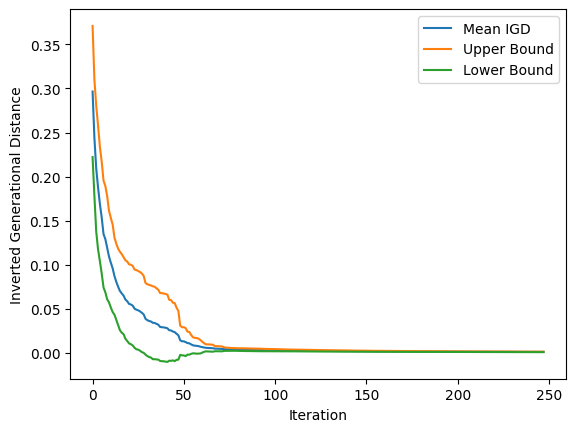 Mean IGD
Upper Bound
Lower Bound
0.35
0.30
0.25
0.20
0.15
0.10
0.05
0.00
Inverted Generational Distance
0
50
100
150
200
250
Iteration